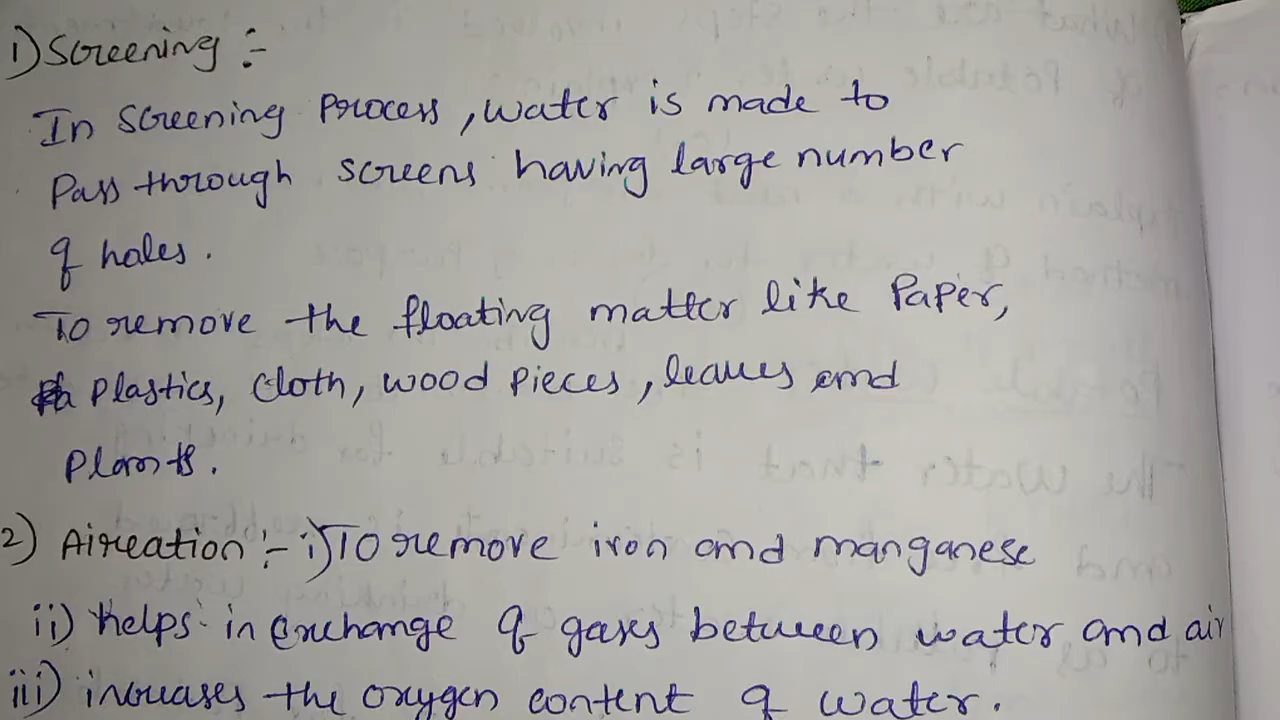 1) Screening :-
In Screening Process, water is made to
Pass through screens having large number
of holes.
To remove the floating matter like Paper,
Plastics, cloth, wood pieces, leaves and
Plants.
2) Aireation :- i) To remove iron and manganese
ii) helps in exchange of gases between water and air
iii) increases the oxygen content of water.